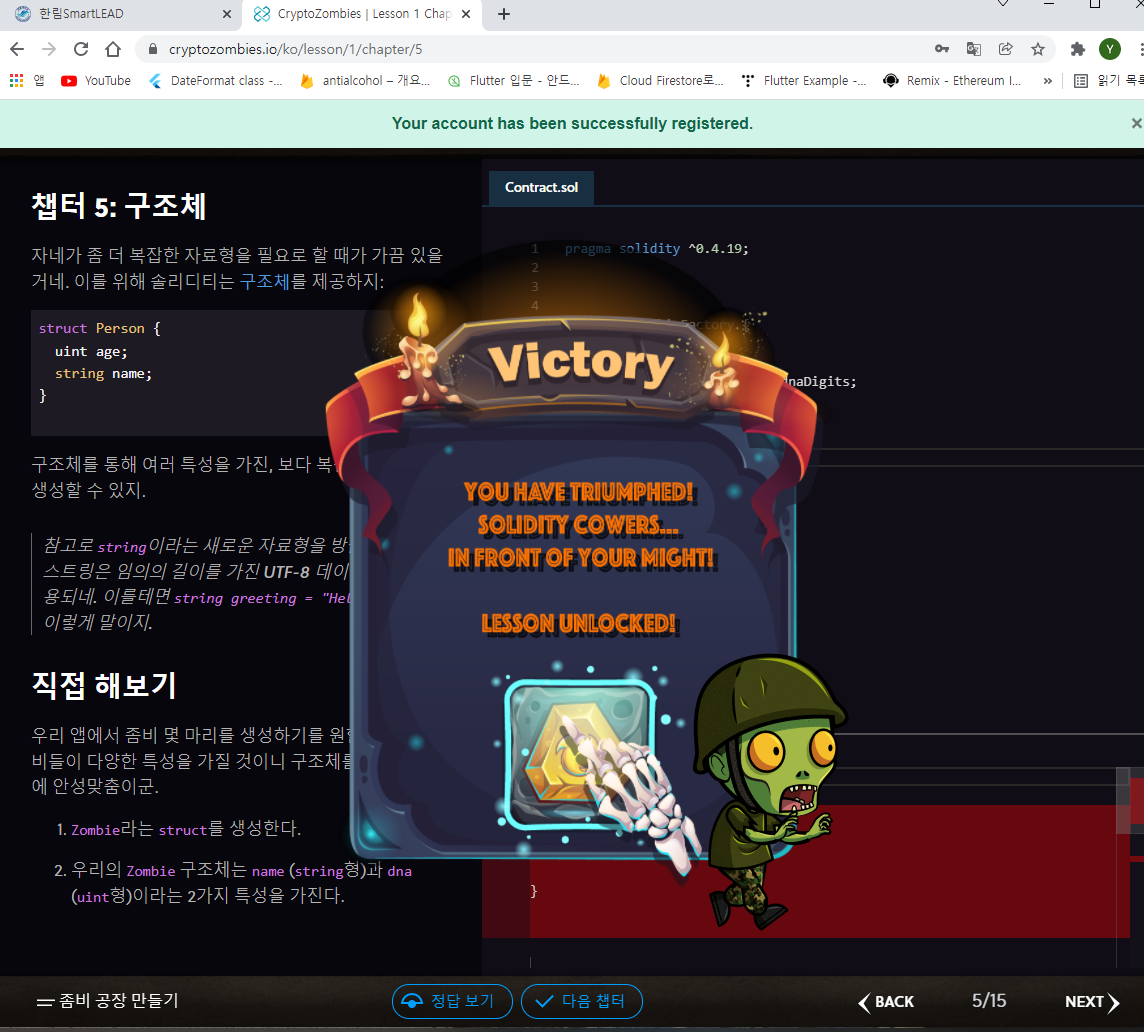 한림SmartLEAD
CryptoZombies | Lesson 1 Chap
cryptozombies.io/ko/lesson/1/chapter/5
Y
앱 YouTube DateFormat class -... antialcohol – 개요... Flutter 입문 - 안드... Cloud Firestore로... Flutter Example -... Remix - Ethereum I... » 읽기 목록
Your account has been successfully registered.
챕터 5: 구조체
자네가 좀 더 복잡한 자료형을 필요로 할 때가 가끔 있을
거네. 이를 위해 솔리디티는 구조체를 제공하지:
struct Person {
uint age;
string name;
}
구조체를 통해 여러 특성을 가진, 보다
생성할 수 있지.
참고로 string이라는 새로운 자료형을
스트링은 임의의 길이를 가진 UTF-8
용되네. 이를테면 string greeting = "Hel
이렇게 말이지.
직접 해보기
우리 앱에서 좀비 몇 마리를 생성하기를
비들이 다양한 특성을 가질 것이니
에 안성맞춤이군.
1. Zombie라는 struct를 생성한다.
2. 우리의 Zombie 구조체는 name (string형)과 dna
(uint형)이라는 2가지 특성을 가진다.
Contract.sol
1 pragma solidity ^0.4.19;
2
3
4
Factory {
naDigits;
}
Victory
YOU HAVE TRIUMPHED!
SOLIDITY COWERS...
IN FRONT OF YOUR MIGHT!
LESSON UNLOCKED!
좀비 공장 만들기
정답 보기
다음 챕터
BACK
5/15
NEXT